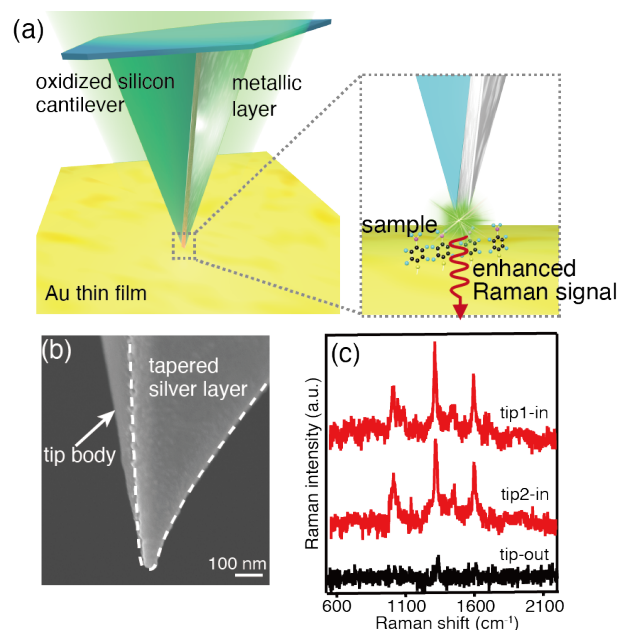 (a)
oxidized silicon
cantilever
metallic
layer
Au thin film
sample
enhanced
Raman signal
(b)
tapered
silver layer
tip body
100 nm
(c)
Raman intensity (a.u.)
tip1-in
tip2-in
tip-out
600 1100 1600 2100
Raman shift (cm⁻¹)